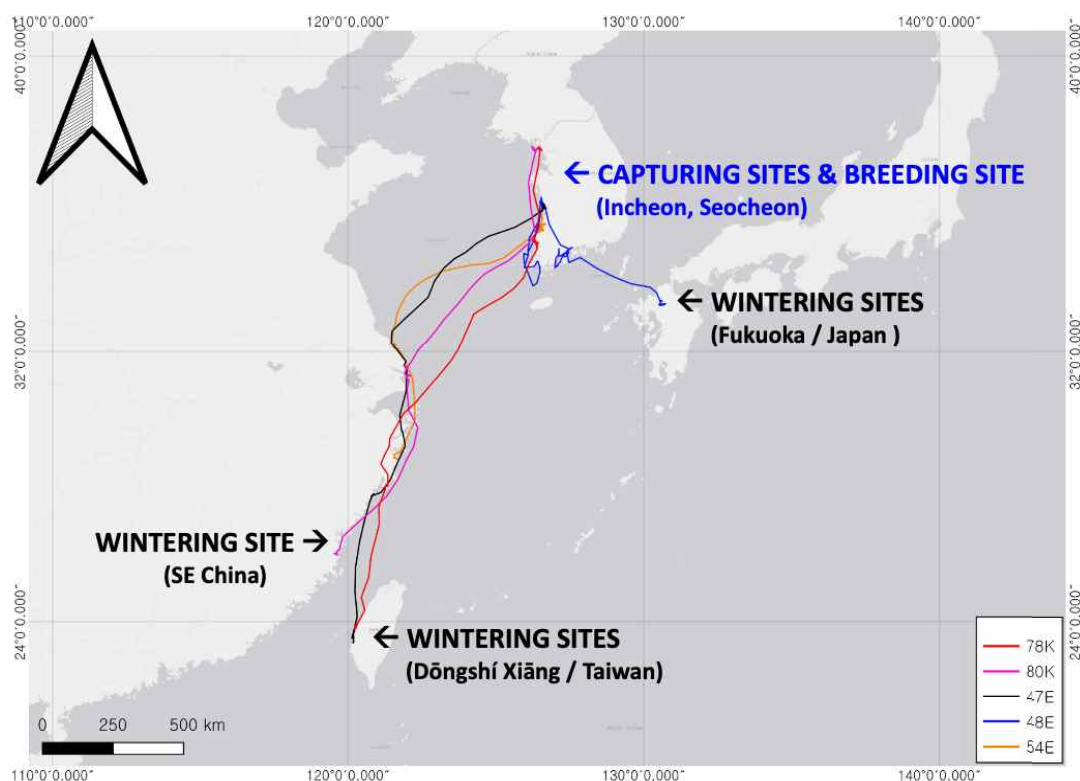 110°0'0.000" 120°0'0.000" 130°0'0.000" 140°0'0.000"
40°0'0.000" 40°0'0.000"
← CAPTURING SITES & BREEDING SITE
(Incheon, Seocheon)
← WINTERING SITES
(Fukuoka / Japan )
32°0'0.000" 32°0'0.000"
WINTERING SITE →
(SE China)
24°0'0.000" 24°0'0.000"
← WINTERING SITES
(Dōngshí Xiāng / Taiwan)
78K
80K
47E
48E
54E
0 250 500 km
110°0'0.000" 120°0'0.000" 130°0'0.000" 140°0'0.000"